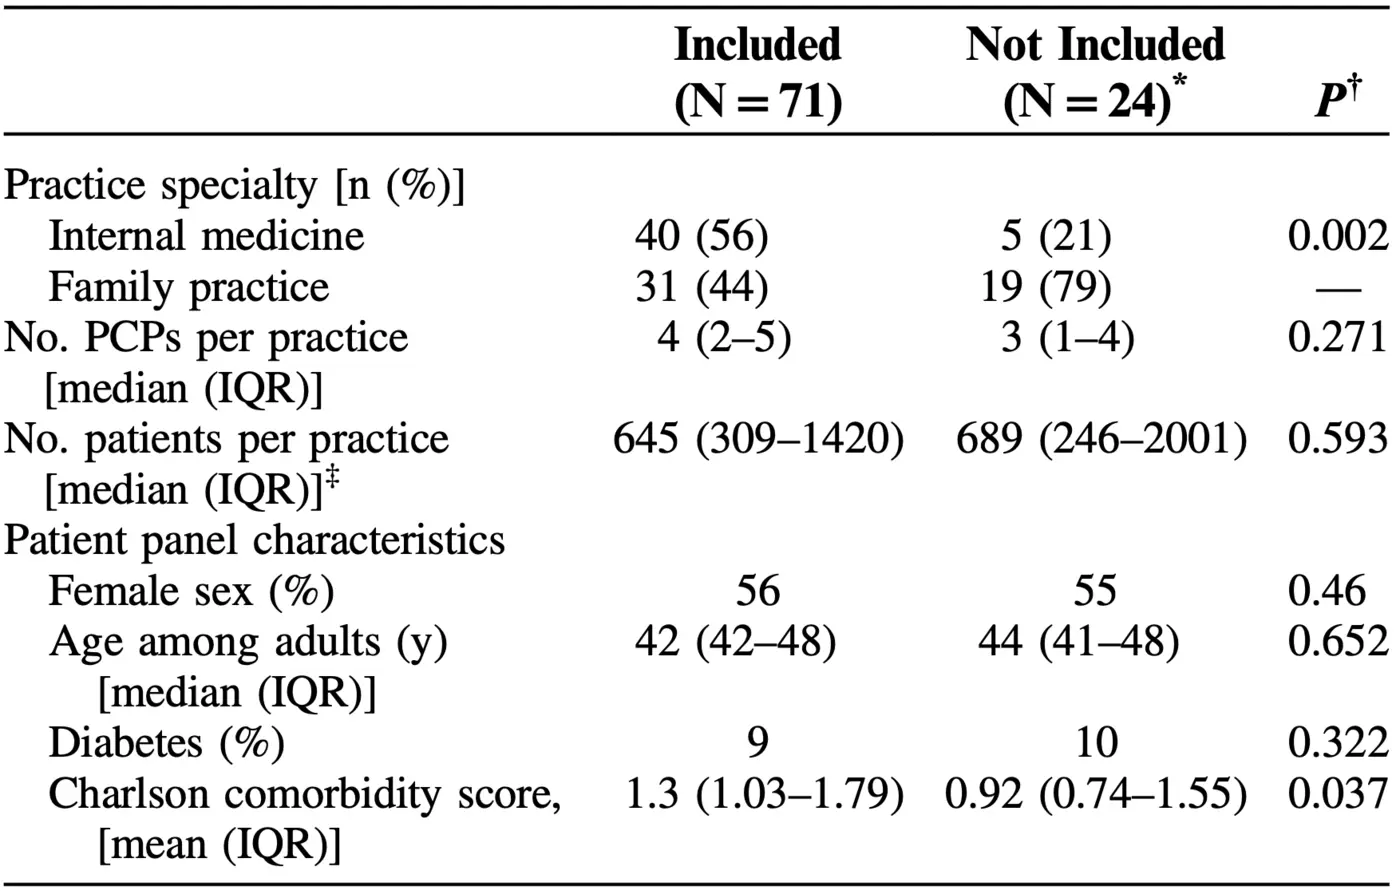 Included Not Included
(N = 71) (N = 24)* P†
Practice specialty [n (%)]
Internal medicine 40 (56) 5 (21) 0.002
Family practice 31 (44) 19 (79) —
No. PCPs per practice 4 (2–5) 3 (1–4) 0.271
[median (IQR)]
No. patients per practice 645 (309–1420) 689 (246–2001) 0.593
[median (IQR)]‡
Patient panel characteristics
Female sex (%) 56 55 0.46
Age among adults (y) 42 (42–48) 44 (41–48) 0.652
[median (IQR)]
Diabetes (%) 9 10 0.322
Charlson comorbidity score, 1.3 (1.03–1.79) 0.92 (0.74–1.55) 0.037
[mean (IQR)]